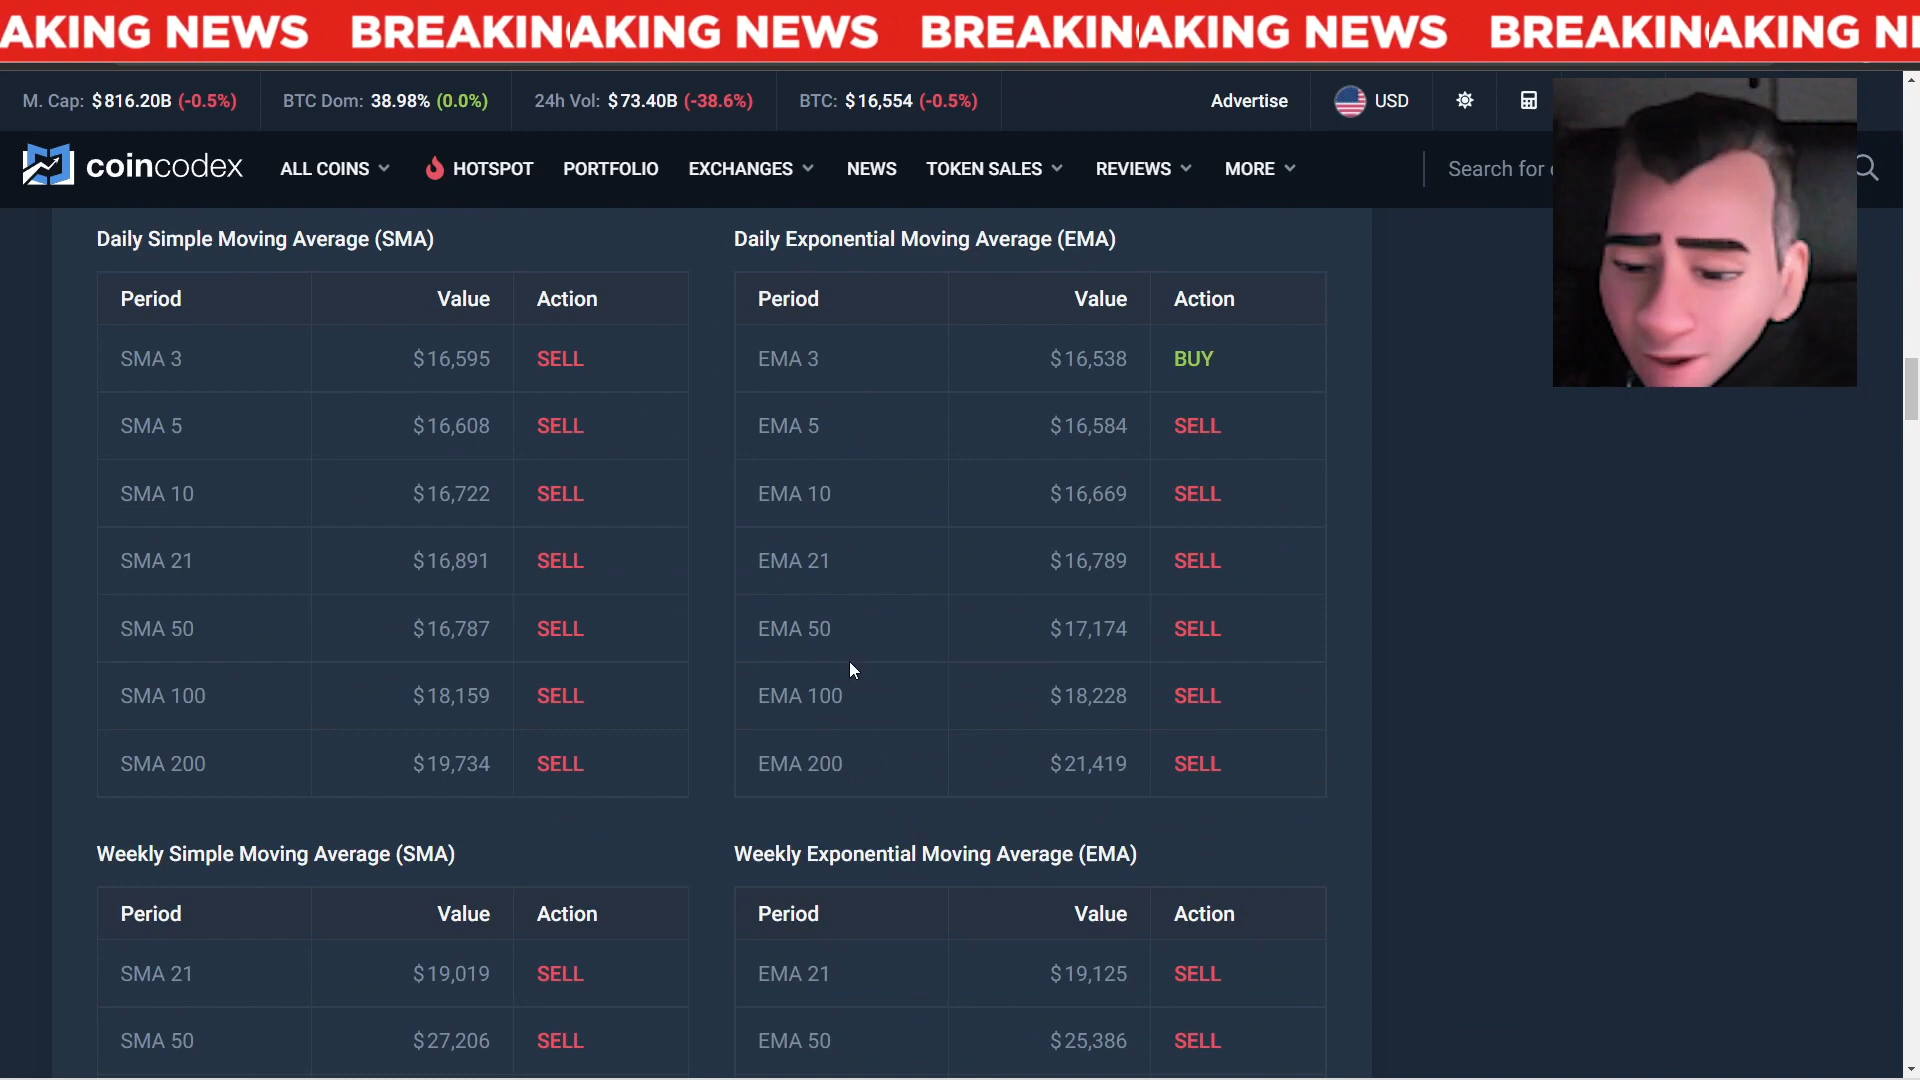 AKING NEWS BREAKIN AKING NEWS BREAKIN AKING NEWS BREAKIN AKING NE
M. Cap: $816.20B (-0.5%) BTC Dom: 38.98% (0.0%) 24h Vol: $73.40B (-38.6%) BTC: $16,554 (-0.5%) Advertise USD
coincodex ALL COINS HOTSPOT PORTFOLIO EXCHANGES NEWS TOKEN SALES REVIEWS MORE Search for
Daily Simple Moving Average (SMA) Daily Exponential Moving Average (EMA)
Period Value Action Period Value Action
SMA 3 $16,595 SELL EMA 3 $16,538 BUY
SMA 5 $16,608 SELL EMA 5 $16,584 SELL
SMA 10 $16,722 SELL EMA 10 $16,669 SELL
SMA 21 $16,891 SELL EMA 21 $16,789 SELL
SMA 50 $16,787 SELL EMA 50 $17,174 SELL
SMA 100 $18,159 SELL EMA 100 $18,228 SELL
SMA 200 $19,734 SELL EMA 200 $21,419 SELL
Weekly Simple Moving Average (SMA) Weekly Exponential Moving Average (EMA)
Period Value Action Period Value Action
SMA 21 $19,019 SELL EMA 21 $19,125 SELL
SMA 50 $27,206 SELL EMA 50 $25,386 SELL